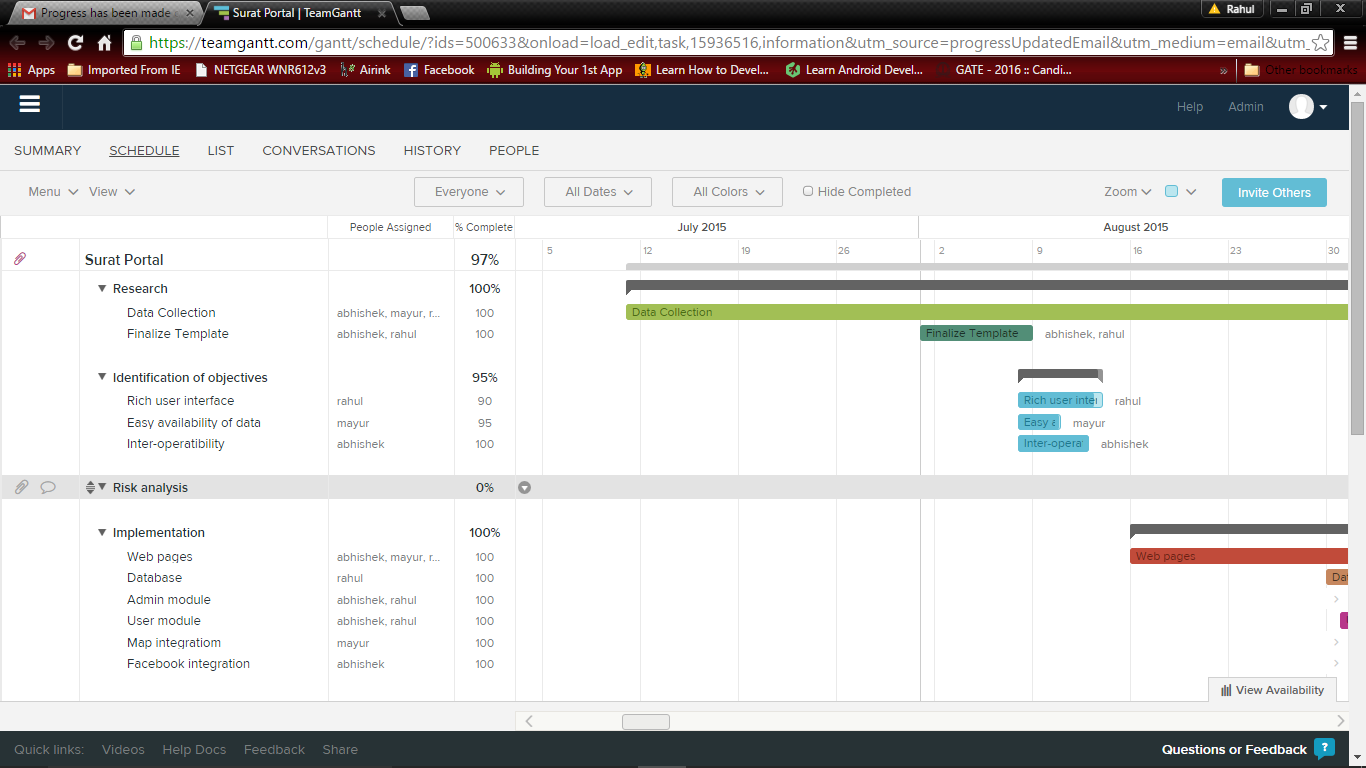 Progress has been made
Surat Portal | TeamGantt
Rahul
https://teamgantt.com/gantt/schedule/?ids=500633&onload=load_edit,task,15936516,information&utm_source=progressUpdatedEmail&utm_medium=email&utm_
Apps Imported From IE NETGEAR WNR612v3 Airink Facebook Building Your 1st App Learn How to Devel... Learn Android Devel... GATE - 2016 :: Candi... » Other bookmarks
Help Admin
SUMMARY SCHEDULE LIST CONVERSATIONS HISTORY PEOPLE
Menu View Everyone All Dates All Colors Hide Completed Zoom Invite Others
People Assigned % Complete July 2015 August 2015
5 12 19 26 2 9 16 23 30
Surat Portal 97%
Research 100%
Data Collection abhishek, mayur, r... 100 Data Collection
Finalize Template abhishek, rahul 100 Finalize Template abhishek, rahul
Identification of objectives 95%
Rich user interface rahul 90 Rich user inter rahul
Easy availability of data mayur 95 Easy a mayur
Inter-operatibility abhishek 100 Inter-opera abhishek
Risk analysis 0%
Implementation 100%
Web pages abhishek, mayur, r... 100 Web pages
Database rahul 100 Dat
Admin module abhishek, rahul 100
User module abhishek, rahul 100
Map integratiom mayur 100
Facebook integration abhishek 100
View Availability
Quick links: Videos Help Docs Feedback Share Questions or Feedback ?